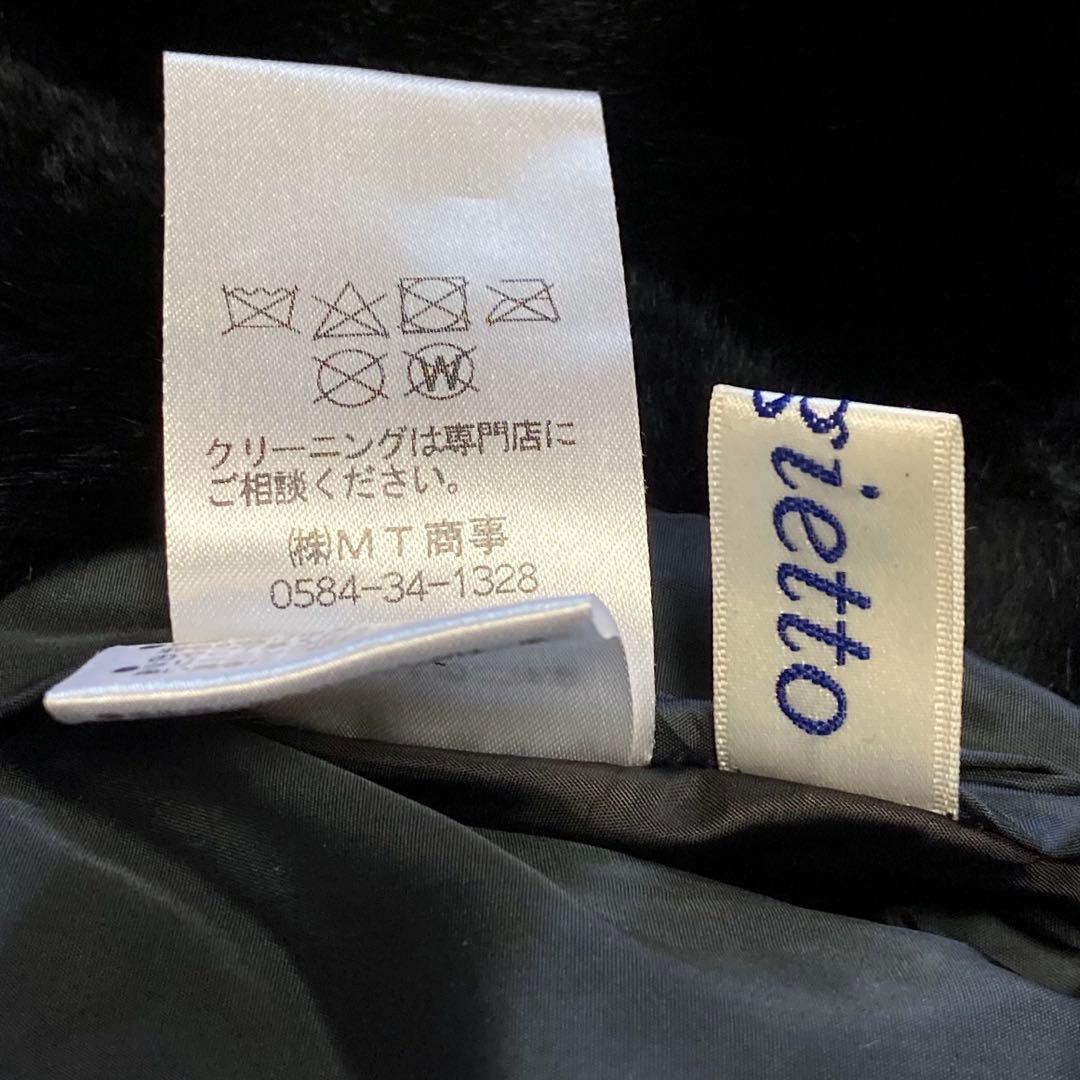 クリーニングは専門店に
ご相談ください。
㈱MT商事
0584-34-1328
sietto